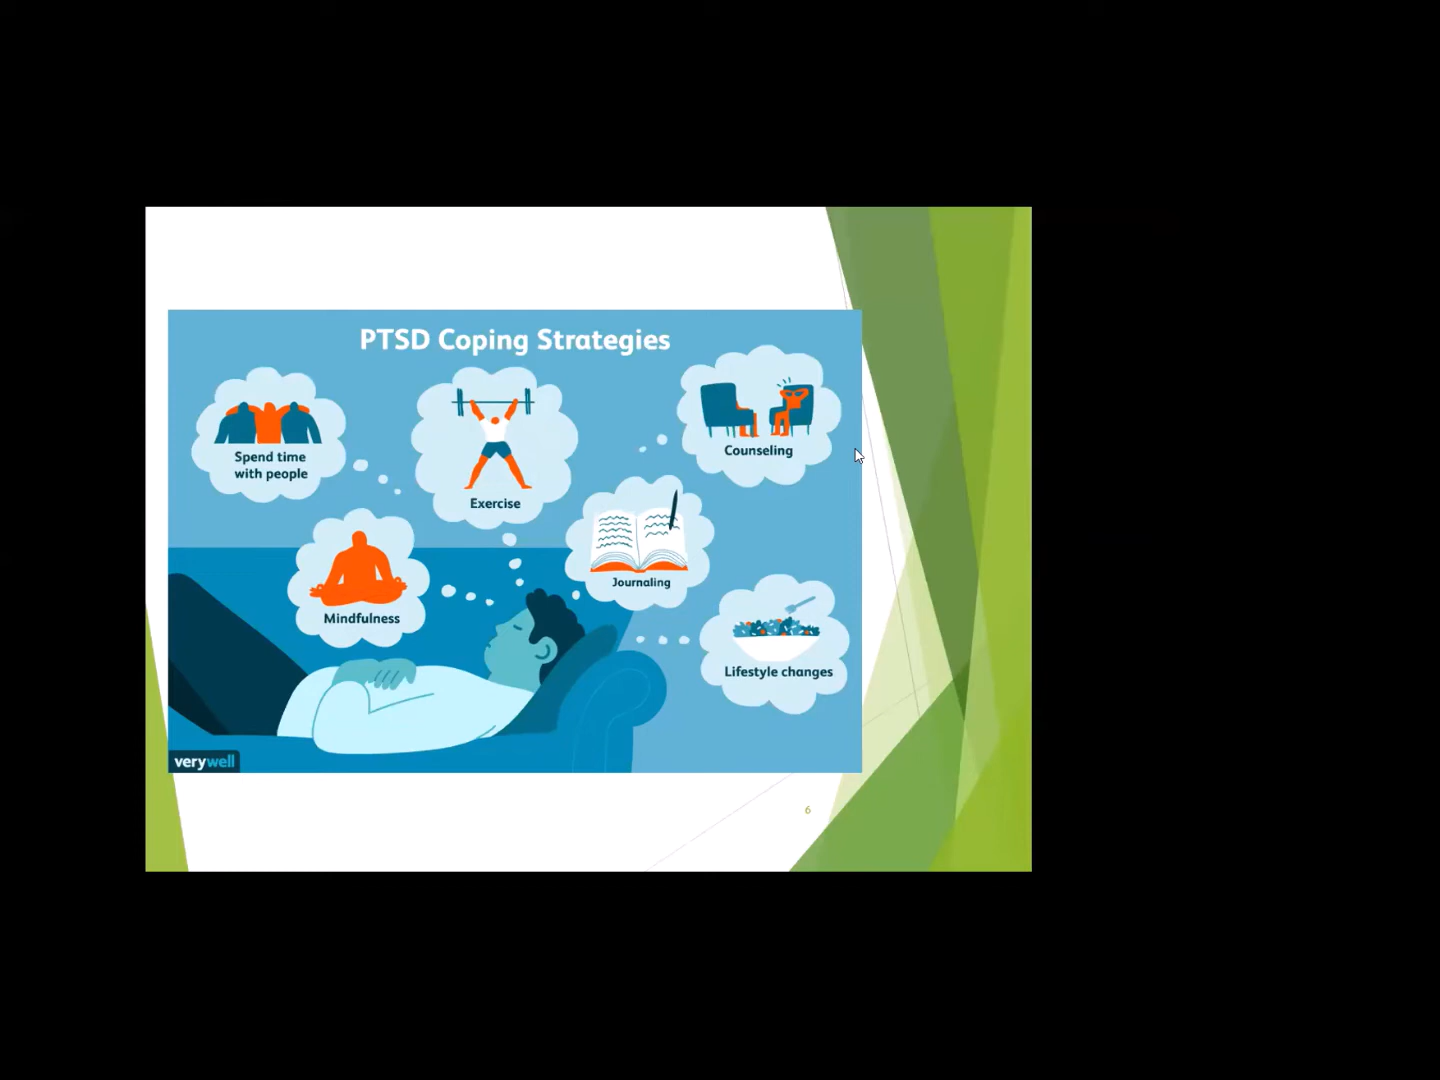 PTSD Coping Strategies
Spend time
with people
Exercise
Counseling
Mindfulness
Journaling
Lifestyle changes
verywell
6